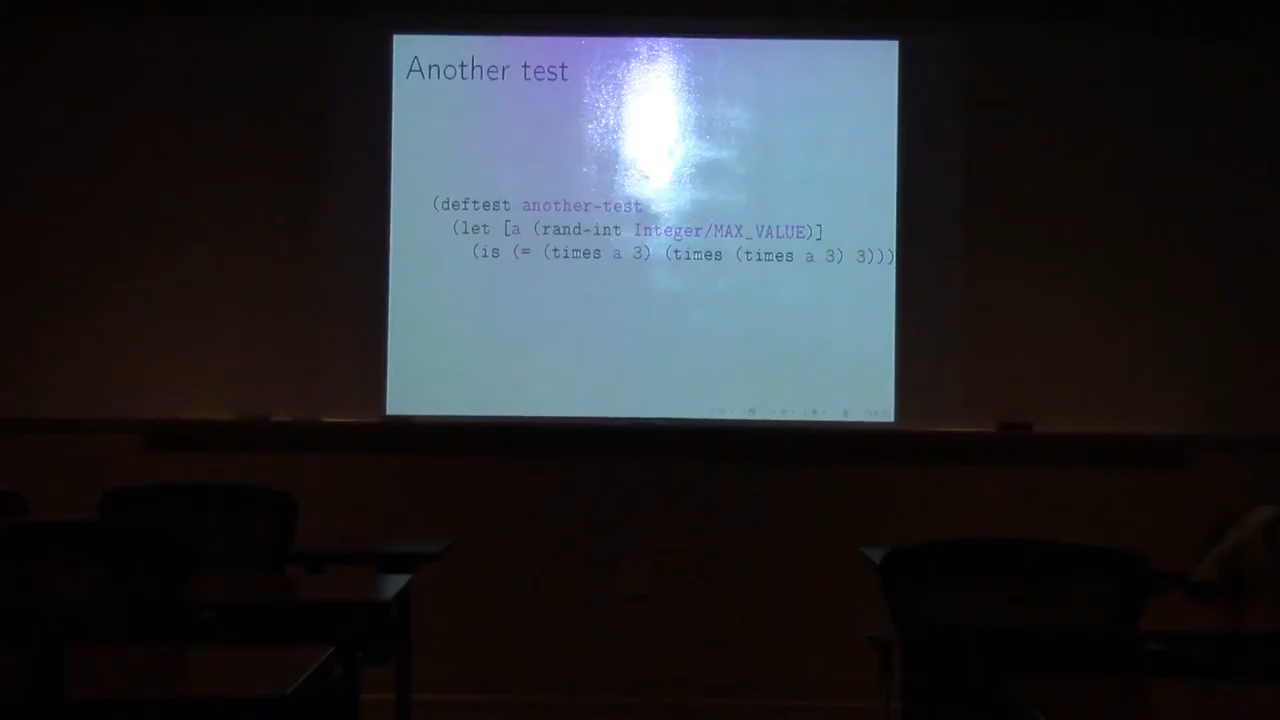 Another test
(deftest another-test
(let [a (rand-int Integer/MAX_VALUE)]
(is (= (times a 3) (times (times a 3) 3)))